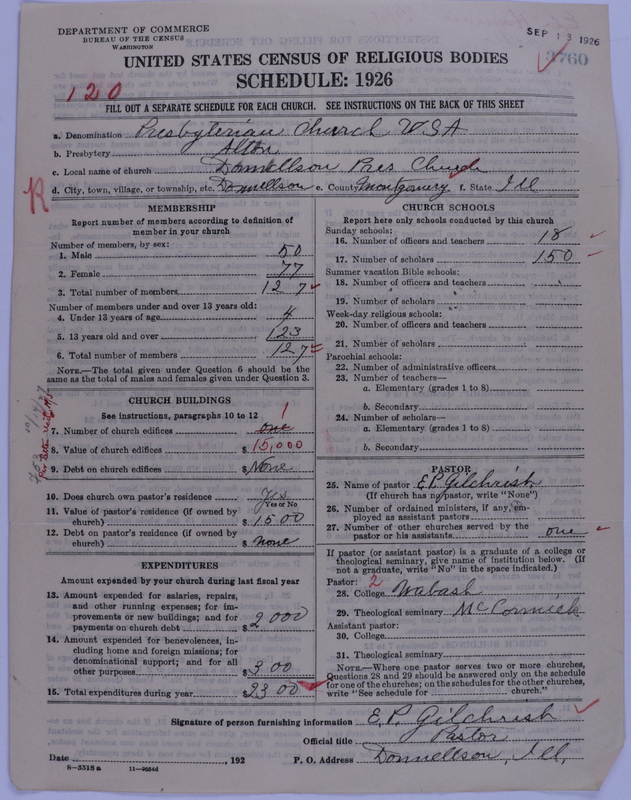 DEPARTMENT OF COMMERCE
BUREAU OF THE CENSUS
WASHINGTON
SEP 13 1926
3760
UNITED STATES CENSUS OF RELIGIOUS BODIES
SCHEDULE: 1926
120
FILL OUT A SEPARATE SCHEDULE FOR EACH CHURCH. SEE INSTRUCTIONS ON THE BACK OF THIS SHEET
a. Denomination Presbyterian Church USA
b. Presbytery Alton
c. Local name of church Donnellson Pres Church
d. City, town, village, or township, etc. Donnellson e. County Montgomery f. State Ill
R
MEMBERSHIP
Report number of members according to definition of member in your church
Number of members, by sex:
1. Male 50
2. Female 77
3. Total number of members 127
Number of members under and over 13 years old:
4. Under 13 years of age 4
5. 13 years old and over 123
6. Total number of members 127
NOTE.—The total given under Question 6 should be same as the total of males and females given under Question 3.
CHURCH BUILDINGS
See instructions, paragraphs 10 to 12
7. Number of church edifices one 1
8. Value of church edifices $ 15,000
9. Debt on church edifices $ None
10. Does church own pastor's residence Yes
Yes or No
11. Value of pastor's residence (if owned by church) $ 1500
12. Debt on pastor's residence (if owned by church) $ None
EXPENDITURES
Amount expended by your church during last fiscal year
13. Amount expended for salaries, repairs, and other running expenses; for improvements or new buildings; and for payments on church debt $ 2000
14. Amount expended for benevolences, including home and foreign missions; for denominational support; and for all other purposes $ 300
15. Total expenditures during year $ 2300
CHURCH SCHOOLS
Report here only schools conducted by this church
Sunday schools:
16. Number of officers and teachers 18
17. Number of scholars 150
Summer vacation Bible schools:
18. Number of officers and teachers
19. Number of scholars
Week-day religious schools:
20. Number of officers and teachers
21. Number of scholars
Parochial schools:
22. Number of administrative officers
23. Number of teachers—
a. Elementary (grades 1 to 8)
b. Secondary
24. Number of scholars—
a. Elementary (grades 1 to 8)
b. Secondary
PASTOR
25. Name of pastor E.P. Gilchrist
(If church has no pastor, write "None")
26. Number of ordained ministers, if any, employed as assistant pastors
27. Number of other churches served by the pastor or his assistants one
If pastor (or assistant pastor) is a graduate of a college or theological seminary, give name of institution below. (If not a graduate, write "No" in the space indicated.)
Pastor: 2
28. College Wabash
29. Theological seminary McCormick
Assistant pastor:
30. College
31. Theological seminary
NOTE.—Where one pastor serves two or more churches, Questions 28 and 29 should be answered only on the schedule for one of the churches; on the schedules for the other churches, write "See schedule for church."
Signature of person furnishing information E.P. Gilchrist
Official title Pastor
Date , 192 P. O. Address Donnellson, Ill.
8—5318 a